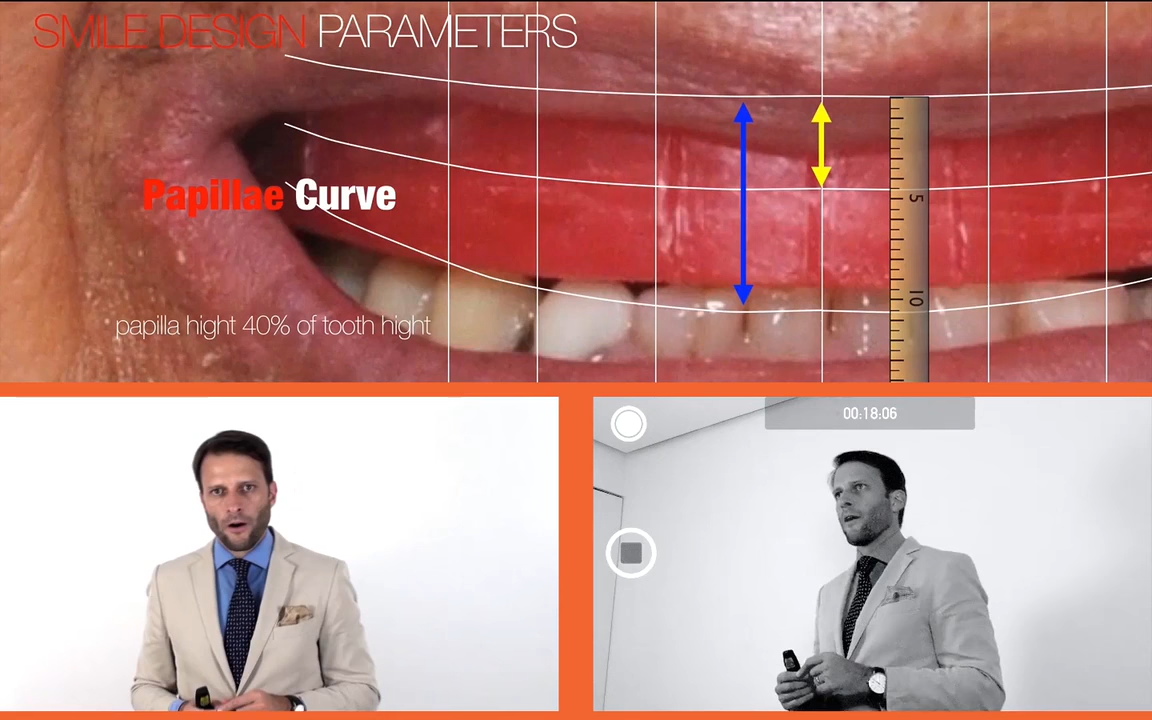 SMILE DESIGN PARAMETERS
Papillae Curve
papilla hight 40% of tooth hight
5
10
00:18:06